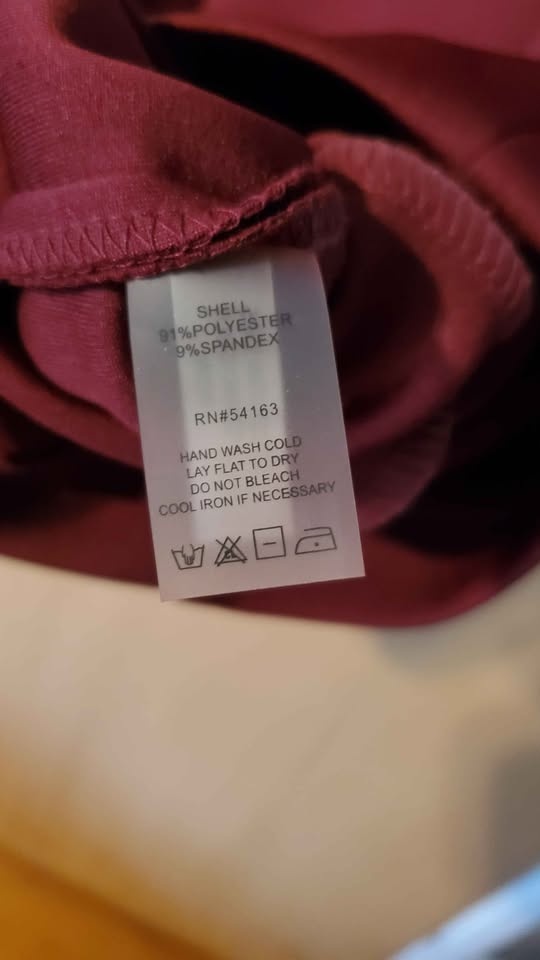 SHELL
91%POLYESTER
9%SPANDEX
RN#54163
HAND WASH COLD
LAY FLAT TO DRY
DO NOT BLEACH
COOL IRON IF NECESSARY